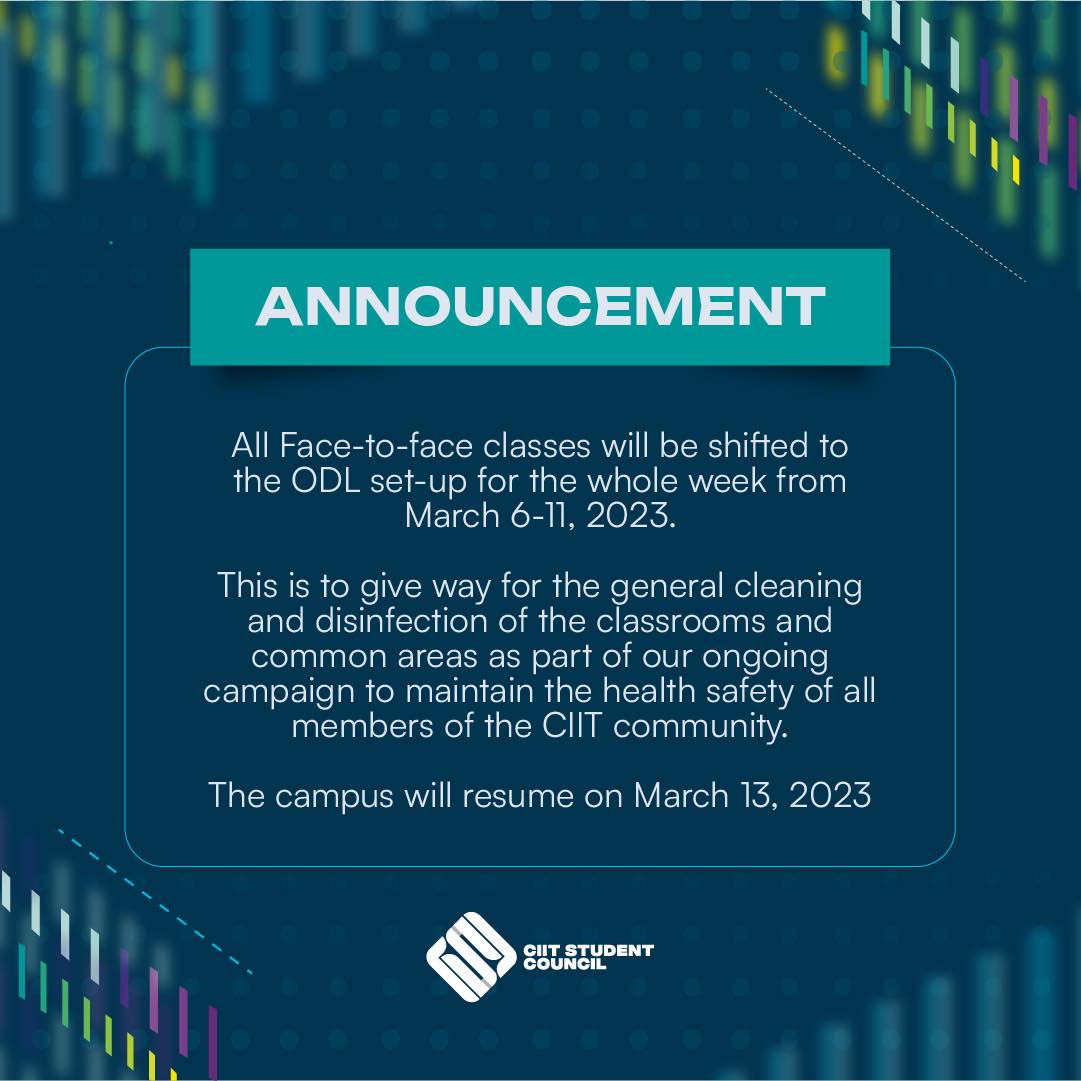 ANNOUNCEMENT
All Face-to-face classes will be shifted to
the ODL set-up for the whole week from
March 6-11, 2023.
This is to give way for the general cleaning
and disinfection of the classrooms and
common areas as part of our ongoing
campaign to maintain the health safety of all
members of the CIIT community.
The campus will resume on March 13, 2023
CIIT STUDENT
COUNCIL